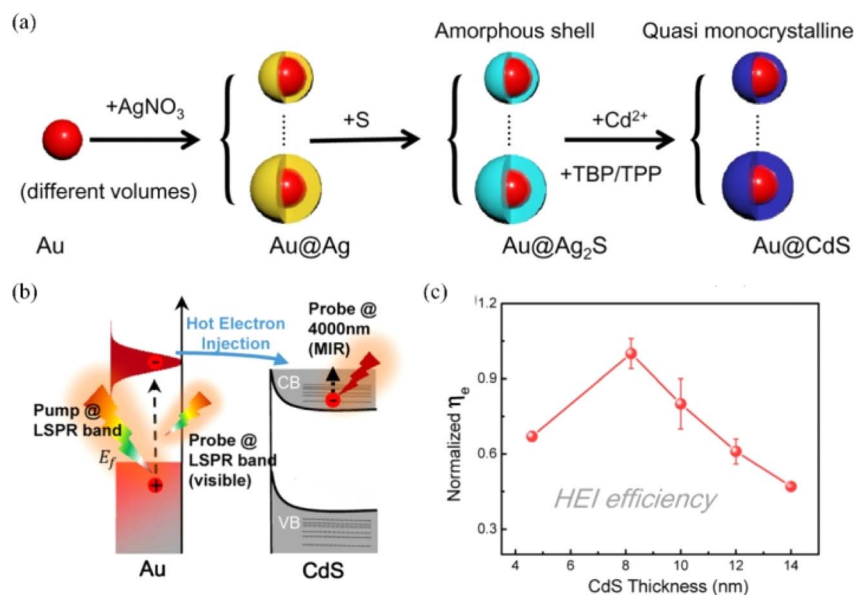 (a)
Amorphous shell
Quasi monocrystalline
+AgNO₃
+S
+Cd²⁺
+TBP/TPP
(different volumes)
Au
Au@Ag
Au@Ag₂S
Au@CdS
(b)
Hot Electron
Injection
Probe @
4000nm
(MIR)
CB
Pump @
LSPR band
E_f
Probe @
LSPR band
(visible)
VB
Au
CdS
(c)
1.2
0.9
0.6
0.3
Normalized ηₑ
HEI efficiency
4 6 8 10 12 14
CdS Thickness (nm)